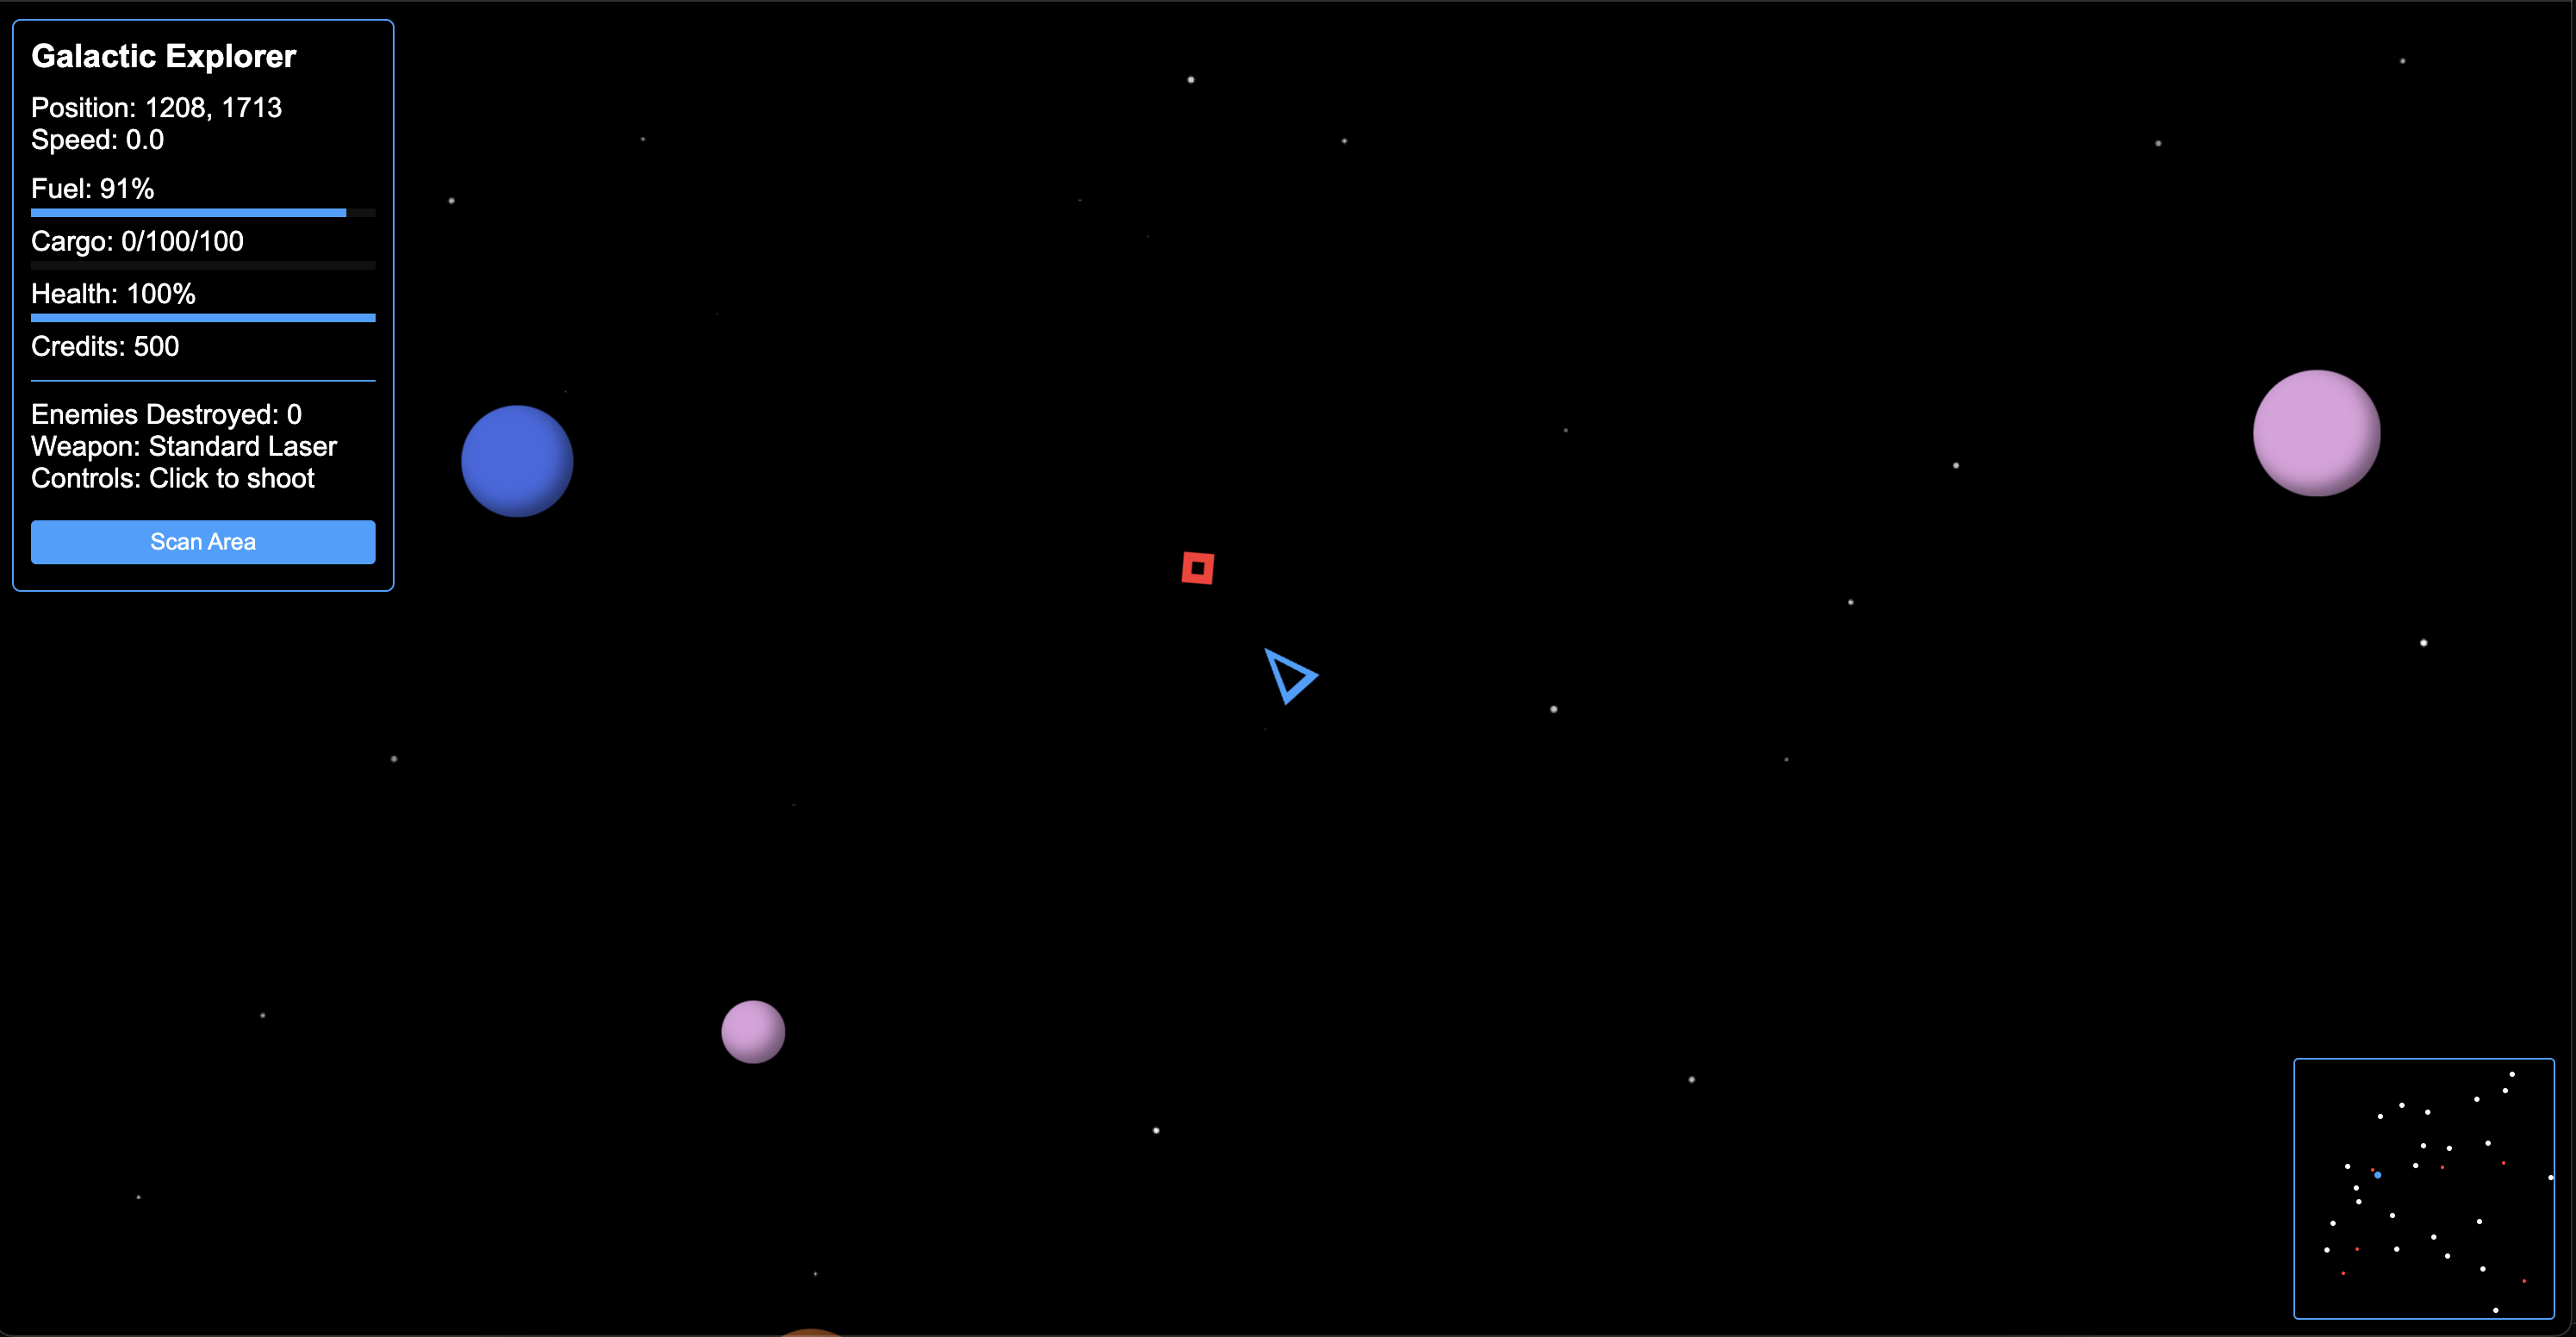 Galactic Explorer
Position: 1208, 1713
Speed: 0.0
Fuel: 91%
Cargo: 0/100/100
Health: 100%
Credits: 500
Enemies Destroyed: 0
Weapon: Standard Laser
Controls: Click to shoot
Scan Area